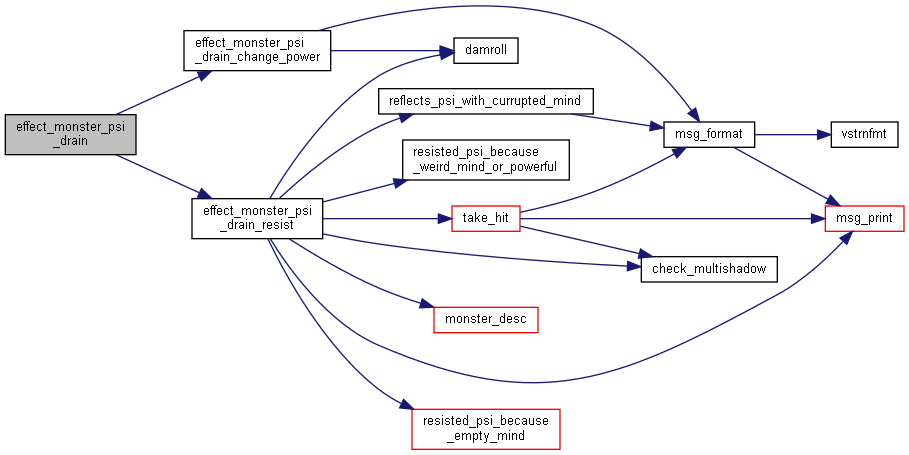 effect_monster_psi
_drain
effect_monster_psi
_drain_change_power
effect_monster_psi
_drain_resist
damroll
reflects_psi_with_currupted_mind
resisted_psi_because
_weird_mind_or_powerful
take_hit
monster_desc
resisted_psi_because
_empty_mind
msg_format
check_multishadow
vstrnfmt
msg_print